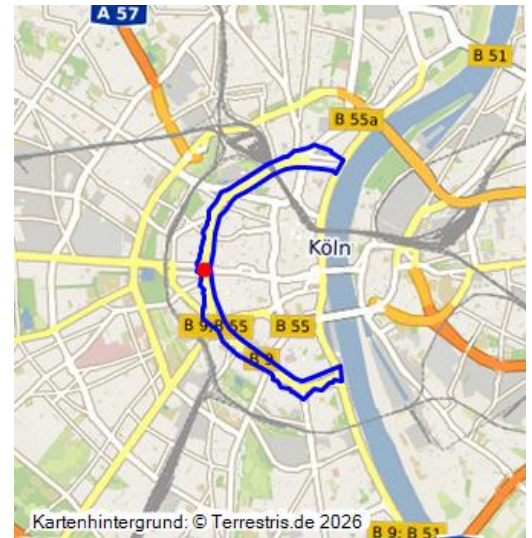 A 57
B 51
B 55a
Köln
B 9;B 55
B 55
B 9
Kartenhintergrund: © Terrestris.de 2026
B 9; B 51